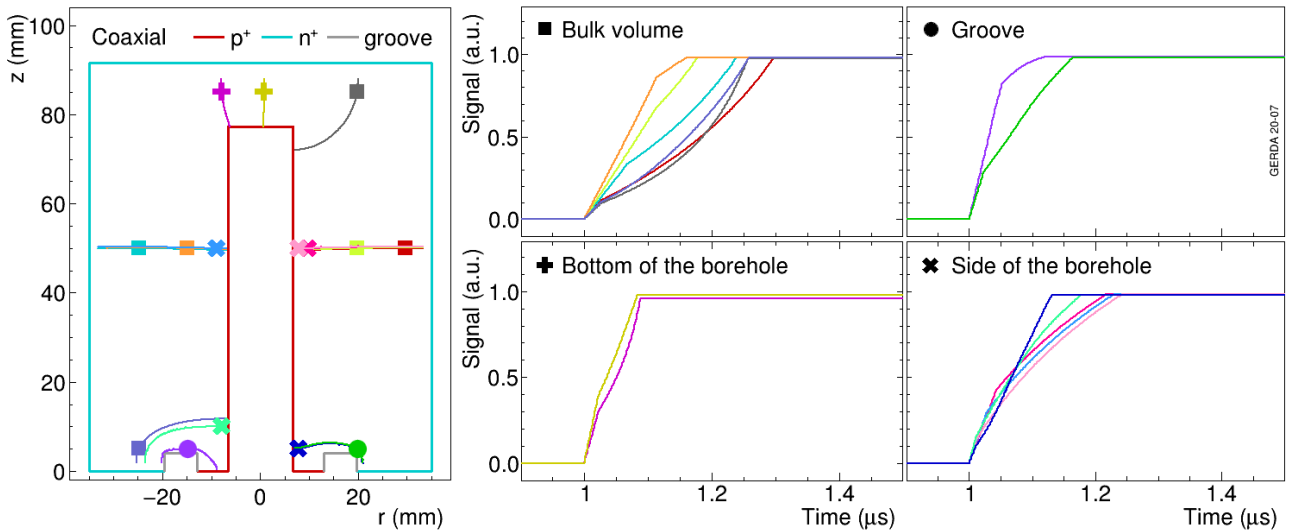 z (mm)
100
80
60
40
20
0
Coaxial p⁺ n⁺ groove
−20 0 20
r (mm)
Signal (a.u.)
1.0
0.5
0.0
■ Bulk volume
● Groove
GERDA 20-07
Signal (a.u.)
1.0
0.5
0.0
✚ Bottom of the borehole
✖ Side of the borehole
1 1.2 1.4
Time (μs)
1 1.2 1.4
Time (μs)